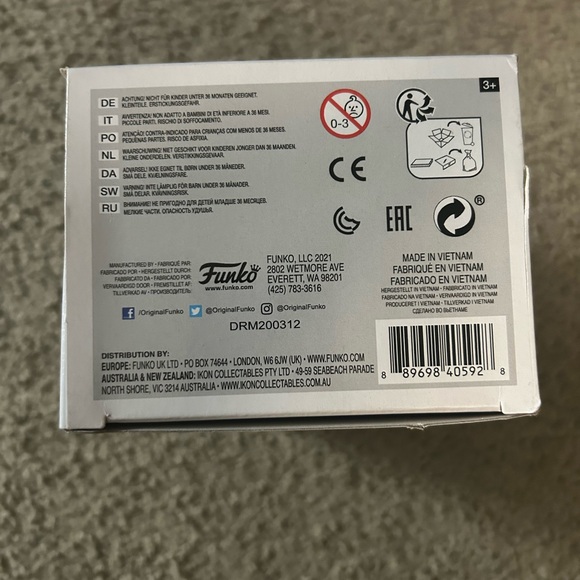 DE ACHTUNG! NICHT FÜR KINDER UNTER 36 MONATEN GEEIGNET.
KLEINTEILE. ERSTICKUNGSGEFAHR.
IT AVVERTENZA! NON ADATTO A BAMBINI DI ETÀ INFERIORE A 36 MESI.
PICCOLE PARTI. RISCHIO DI SOFFOCAMENTO.
PO ATENÇÃO! CONTRA-INDICADO PARA CRIANÇAS COM MENOS DE 36 MESES.
PEQUENAS PARTES. RISCO DE ASFIXIA.
NL WAARSCHUWING! NIET GESCHIKT VOOR KINDEREN JONGER DAN 36 MAANDEN.
KLEINE ONDERDELEN. VERSTIKKINGSGEVAAR.
DA ADVARSEL! IKKE EGNET TIL BØRN UNDER 36 MÅNEDER.
SMÅ DELE. KVÆLNINGSFARE.
SW VARNING! INTE LÄMPLIG FÖR BARN UNDER 36 MÅNADER.
SMÅ DELAR. KVÄVNINGSRISK.
RU ВНИМАНИЕ! НЕ ПРИГОДНО ДЛЯ ДЕТЕЙ МЛАДШЕ 36 МЕСЯЦЕВ.
МЕЛКИЕ ЧАСТИ. ОПАСНОСТЬ УДУШЬЯ.
0-3
3+
CE
EAC
®
MANUFACTURED BY • FABRIQUÉ PAR:
FABRICADO POR • HERGESTELLT DURCH:
FABBRICATO DA • FABRICADO POR:
VERVAARDIGD DOOR • FREMSTILLET AF:
TILLVERKAD AV • ПРОИЗВОДИТЕЛЬ:
Funko
www.funko.com
FUNKO, LLC 2021
2802 WETMORE AVE
EVERETT, WA 98201
(425) 783-3616
/OriginalFunko @OriginalFunko @OriginalFunko
DRM200312
MADE IN VIETNAM
FABRIQUÉ EN VIETNAM
FABRICADO EN VIETNAM
HERGESTELLT IN VIETNAM • FABBRICATO IN VIETNAM
FABRICADO NA VIETNAM • VERVAARDIGD IN VIETNAM
PRODUCERET I VIETNAM • TILLVERKAD I VIETNAM
СДЕЛАНО ВО ВЬЕТНАМЕ
8 89698 40592 8
DISTRIBUTION BY:
EUROPE: FUNKO UK LTD • PO BOX 74644 • LONDON, W6 6JW (UK) • WWW.FUNKO.COM
AUSTRALIA & NEW ZEALAND: IKON COLLECTABLES PTY LTD • 49-59 SEABEACH PARADE
NORTH SHORE, VIC 3214 AUSTRALIA • WWW.IKONCOLLECTABLES.COM.AU